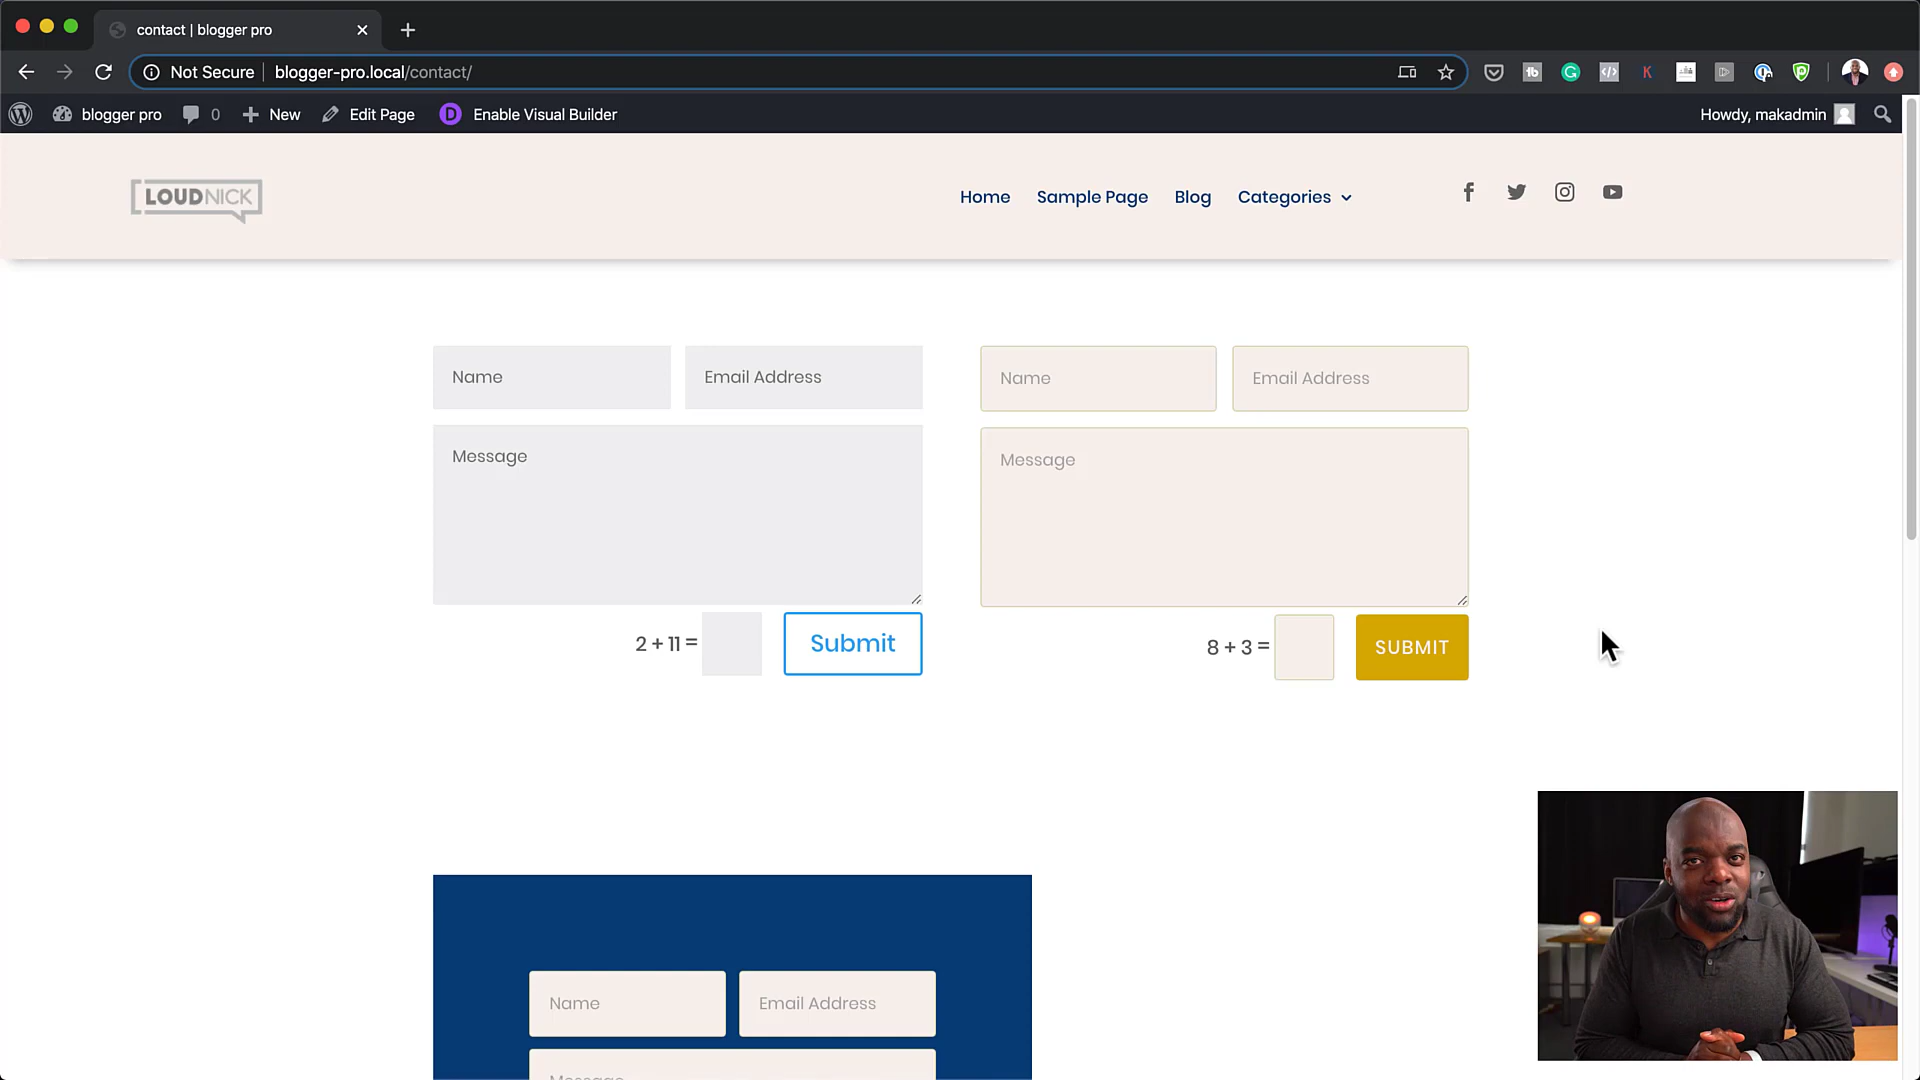 contact | blogger pro
Not Secure
blogger-pro.local/contact/
blogger pro 0 New Edit Page Enable Visual Builder
Howdy, makadmin
LOUDNICK
Home Sample Page Blog Categories
Name Email Address
Message
2 + 11 = Submit
Name Email Address
Message
8 + 3 = SUBMIT
Name Email Address
Message